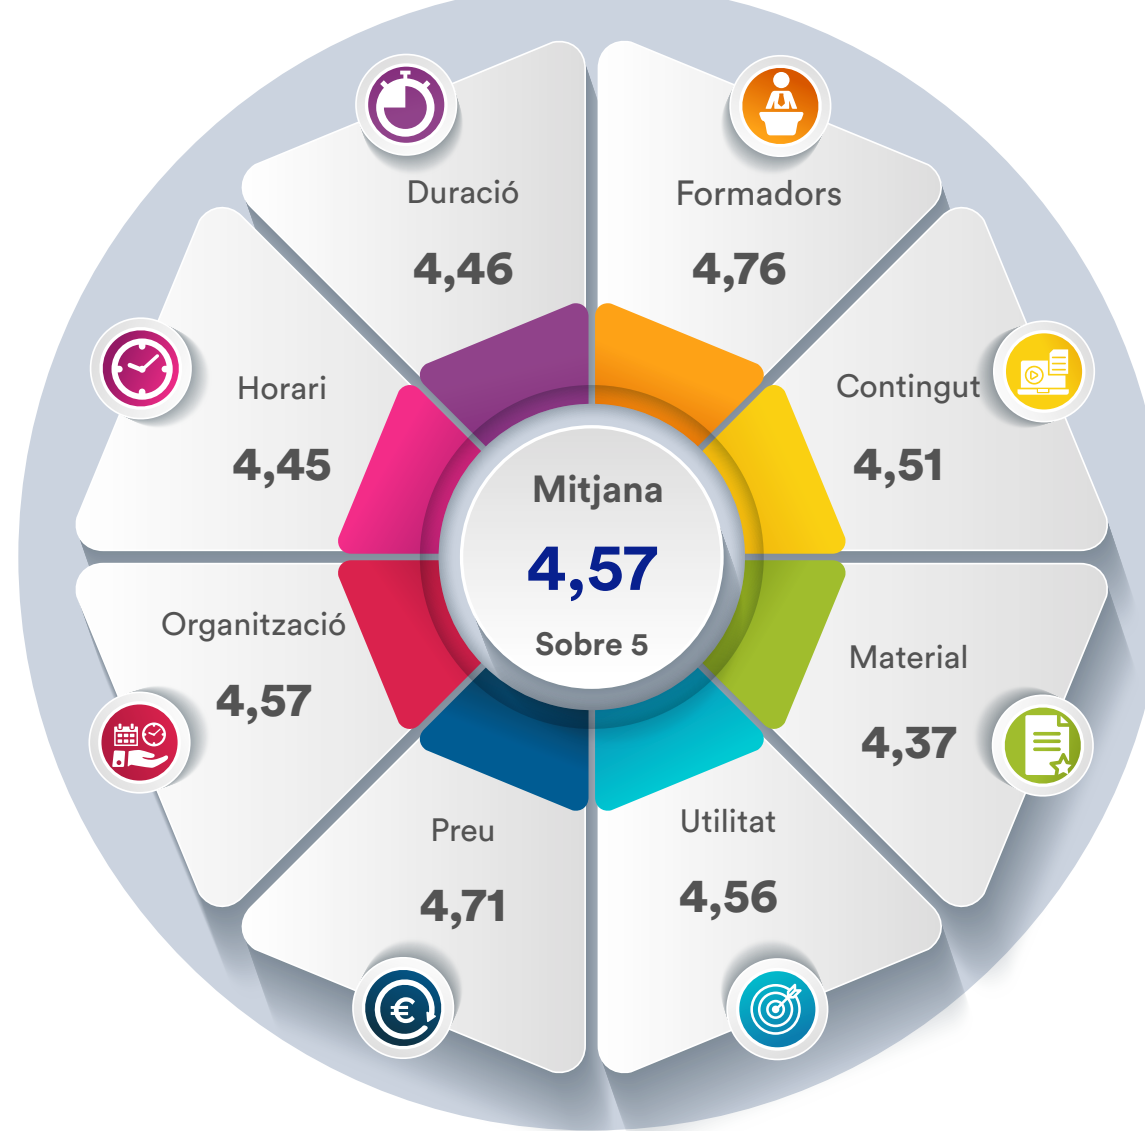 Duració
4,46
Formadors
4,76
Horari
4,45
Contingut
4,51
Mitjana
4,57
Sobre 5
Organització
4,57
Material
4,37
Preu
4,71
€
Utilitat
4,56